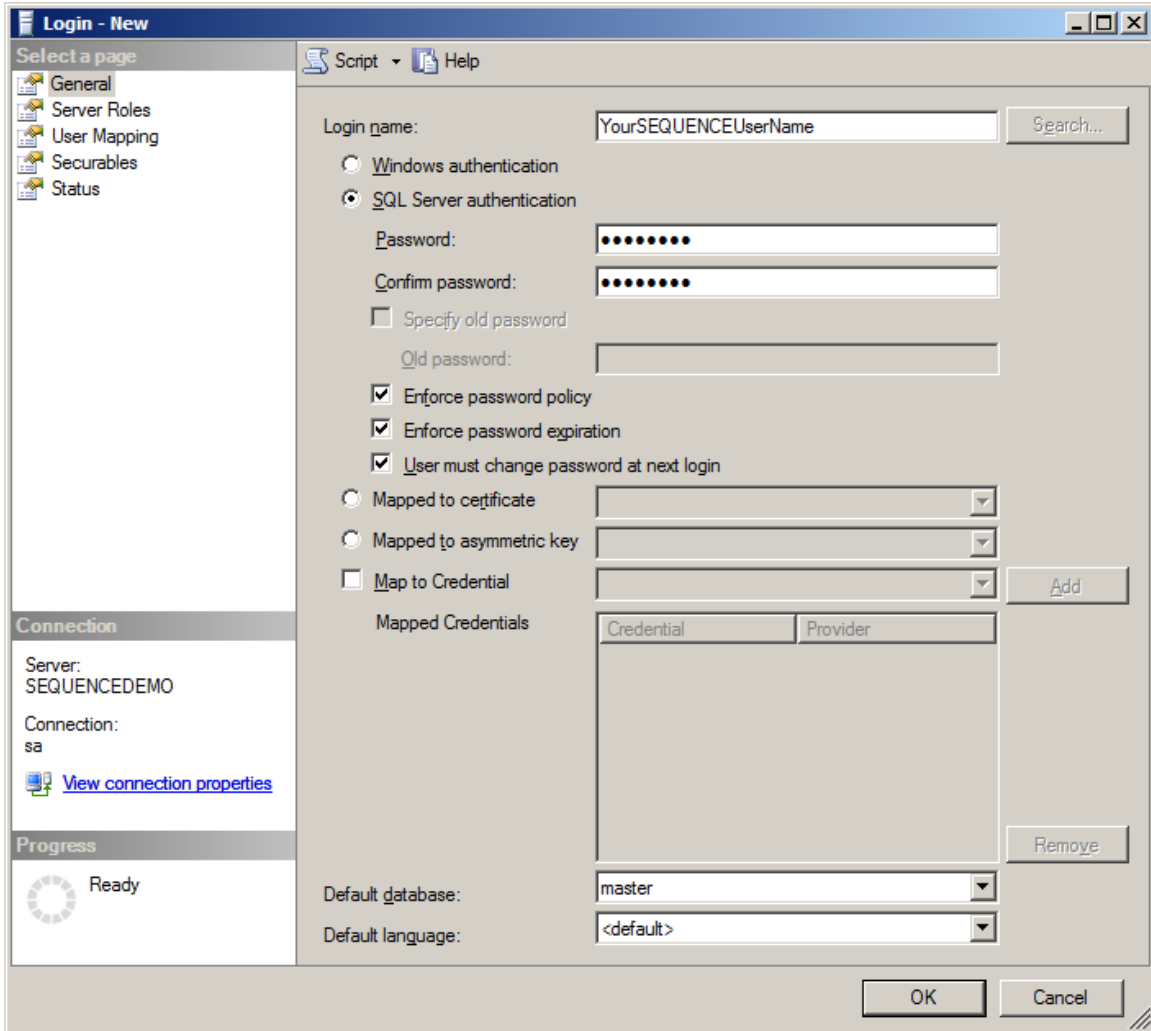 Login - New
Select a page
General
Server Roles
User Mapping
Securables
Status
Connection
Server:
SEQUENCEDEMO
Connection:
sa
View connection properties
Progress
Ready
Script Help
Login name: YourSEQUENCEUserName Search...
Windows authentication
SQL Server authentication
Password: ●●●●●●●●
Confirm password: ●●●●●●●●
Specify old password
Old password:
Enforce password policy
Enforce password expiration
User must change password at next login
Mapped to certificate
Mapped to asymmetric key
Map to Credential Add
Mapped Credentials Credential Provider
Remove
Default database: master
Default language: <default>
OK Cancel